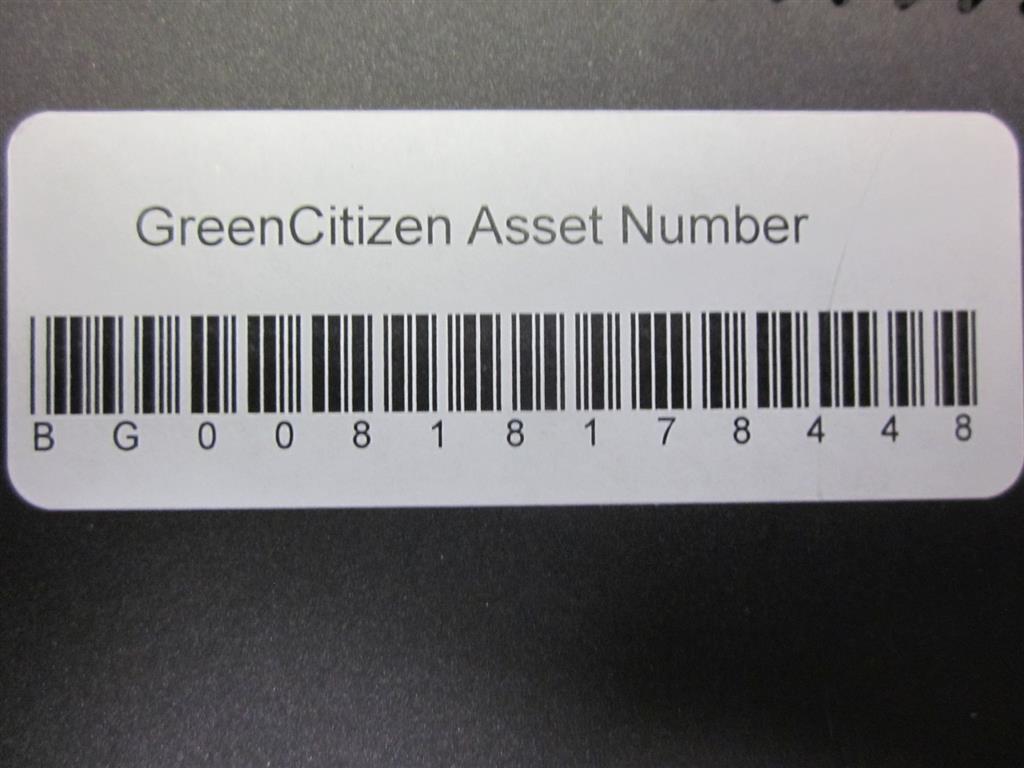 GreenCitizen Asset Number
B G 0 0 8 1 8 1 7 8 4 4 8